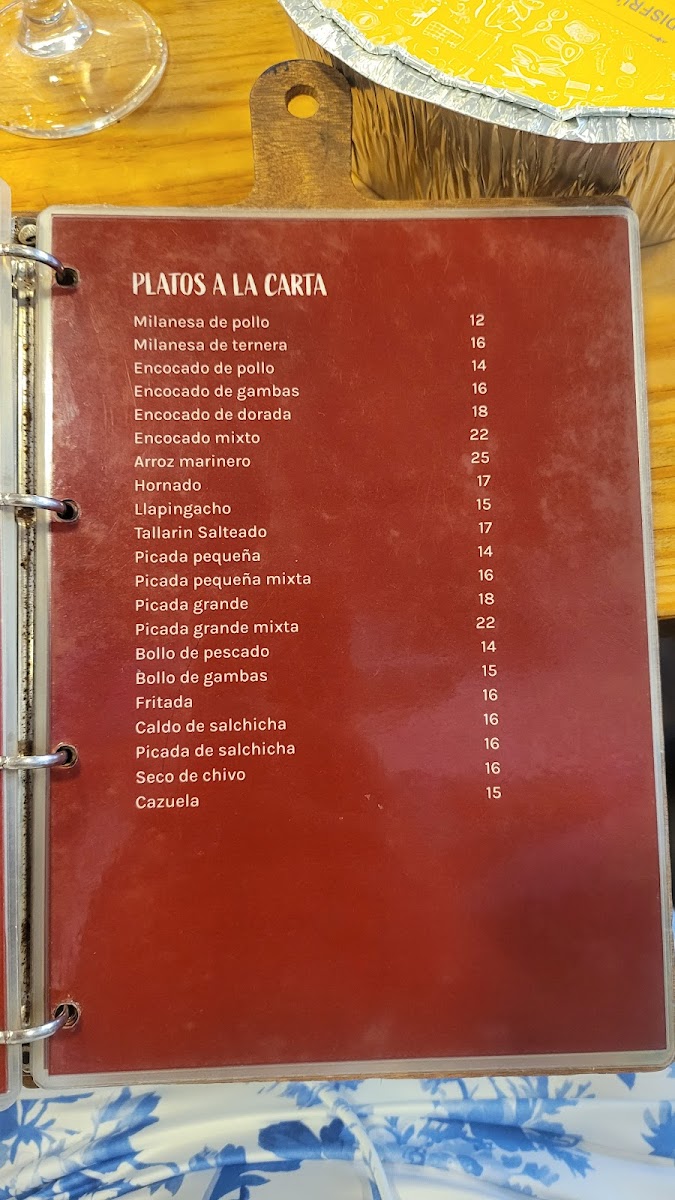 DISFRÚ
PLATOS A LA CARTA
Milanesa de pollo 12
Milanesa de ternera 16
Encocado de pollo 14
Encocado de gambas 16
Encocado de dorada 18
Encocado mixto 22
Arroz marinero 25
Hornado 17
Llapingacho 15
Tallarin Salteado 17
Picada pequeña 14
Picada pequeña mixta 16
Picada grande 18
Picada grande mixta 22
Bollo de pescado 14
Bollo de gambas 15
Fritada 16
Caldo de salchicha 16
Picada de salchicha 16
Seco de chivo 16
Cazuela 15